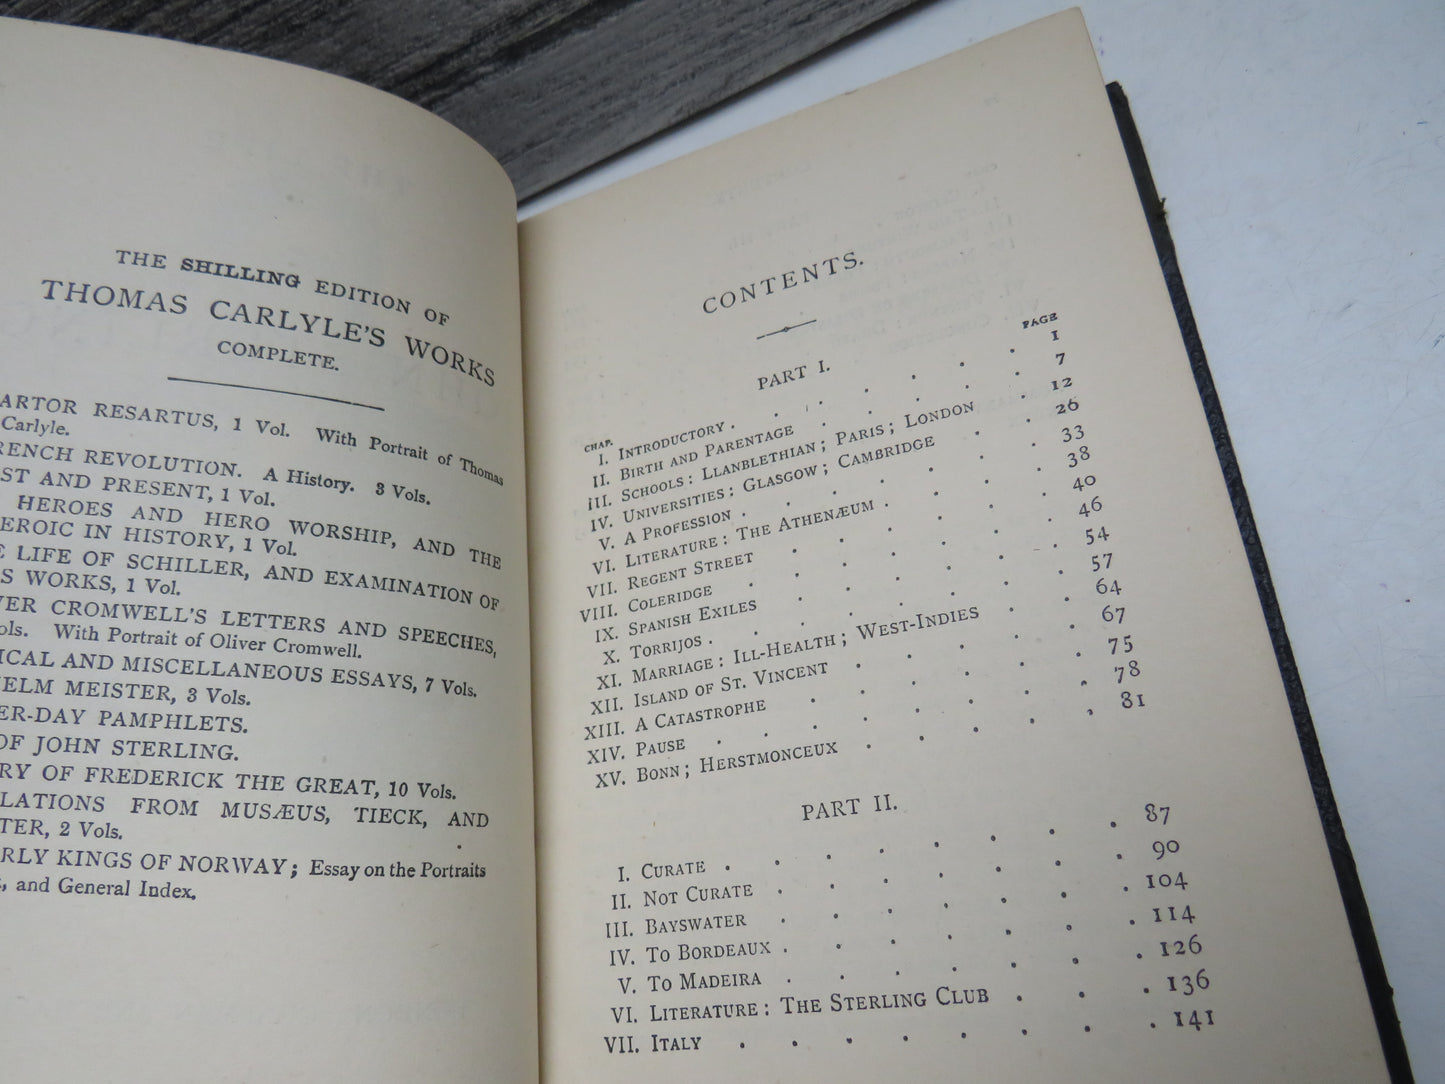 THE SHILLING EDITION OF
THOMAS CARLYLE'S WORKS
COMPLETE.
ARTOR RESARTUS, 1 Vol. With Portrait of Thomas
Carlyle.
RENCH REVOLUTION. A History. 3 Vols.
ST AND PRESENT, 1 Vol.
HEROES AND HERO WORSHIP, AND THE
EROIC IN HISTORY, 1 Vol.
E LIFE OF SCHILLER, AND EXAMINATION OF
S WORKS, 1 Vol.
VER CROMWELL'S LETTERS AND SPEECHES,
ols. With Portrait of Oliver Cromwell.
ICAL AND MISCELLANEOUS ESSAYS, 7 Vols.
ELM MEISTER, 3 Vols.
ER-DAY PAMPHLETS.
OF JOHN STERLING.
RY OF FREDERICK THE GREAT, 10 Vols.
LATIONS FROM MUSÆUS, TIECK, AND
TER, 2 Vols.
RLY KINGS OF NORWAY; Essay on the Portraits
, and General Index.
CONTENTS.
PART I.
CHAP. PAGE
I. INTRODUCTORY . . . . . . 1
II. BIRTH AND PARENTAGE . . . . 7
III. SCHOOLS: LLANBLETHIAN; PARIS; LONDON 12
IV. UNIVERSITIES; GLASGOW; CAMBRIDGE . 26
V. A PROFESSION . . . . . 33
VI. LITERATURE: THE ATHENÆUM . . . 38
VII. REGENT STREET . . . . . 40
VIII. COLERIDGE . . . . . . 46
IX. SPANISH EXILES . . . . . 54
X. TORRIJOS . . . . . . 57
XI. MARRIAGE: ILL-HEALTH; WEST-INDIES . 64
XII. ISLAND OF ST. VINCENT . . . . 67
XIII. A CATASTROPHE . . . . . 75
XIV. PAUSE . . . . . . 78
XV. BONN; HERSTMONCEUX . . . . 81
PART II.
I. CURATE . . . . . . . 87
II. NOT CURATE . . . . . . 90
III. BAYSWATER . . . . . . 104
IV. TO BORDEAUX . . . . . . 114
V. TO MADEIRA . . . . . . 126
VI. LITERATURE: THE STERLING CLUB . . . 136
VII. ITALY . . . . . . . 141